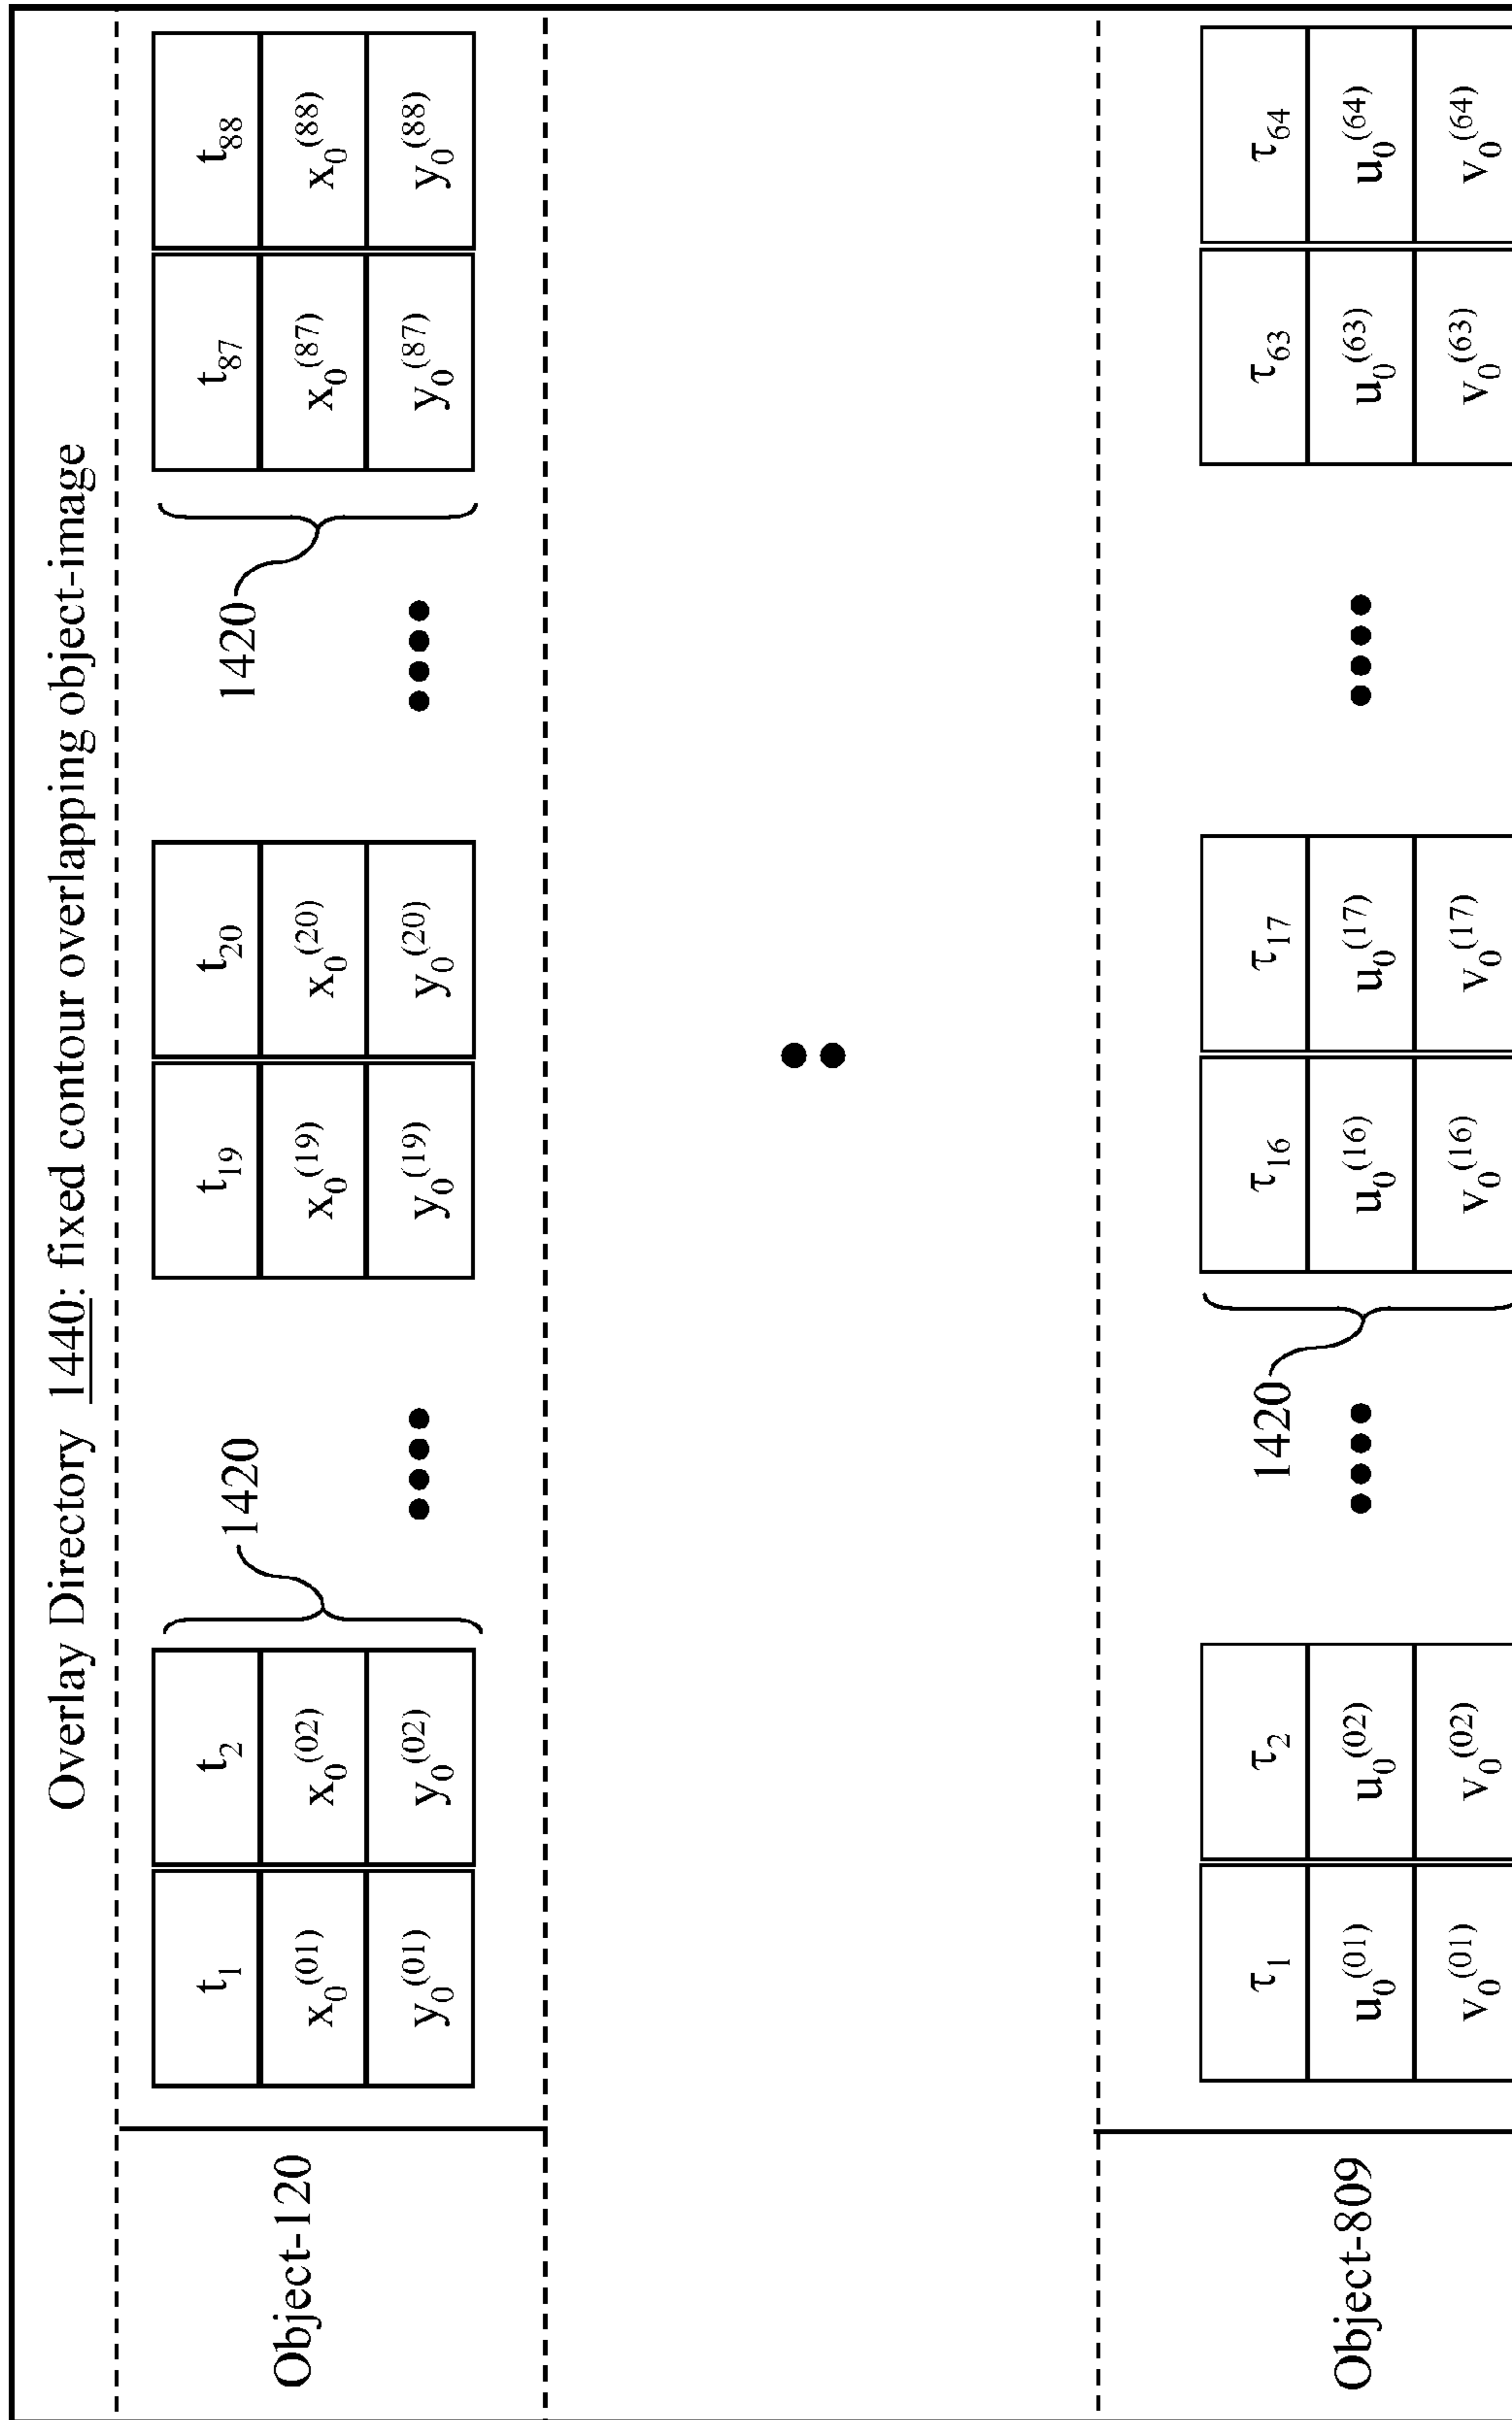 Overlay Directory 1440: fixed contour overlapping object-image
Object-120
t₁ t₂ t₁₉ t₂₀ t₈₇ t₈₈
1420 1420
x₀⁽⁰¹⁾ x₀⁽⁰²⁾ x₀⁽¹⁹⁾ x₀⁽²⁰⁾ x₀⁽⁸⁷⁾ x₀⁽⁸⁸⁾
y₀⁽⁰¹⁾ y₀⁽⁰²⁾ y₀⁽¹⁹⁾ y₀⁽²⁰⁾ y₀⁽⁸⁷⁾ y₀⁽⁸⁸⁾
Object-809
τ₁ τ₂ τ₁₆ τ₁₇ τ₆₃ τ₆₄
1420
u₀⁽⁰¹⁾ u₀⁽⁰²⁾ u₀⁽¹⁶⁾ u₀⁽¹⁷⁾ u₀⁽⁶³⁾ u₀⁽⁶⁴⁾
v₀⁽⁰¹⁾ v₀⁽⁰²⁾ v₀⁽¹⁶⁾ v₀⁽¹⁷⁾ v₀⁽⁶³⁾ v₀⁽⁶⁴⁾